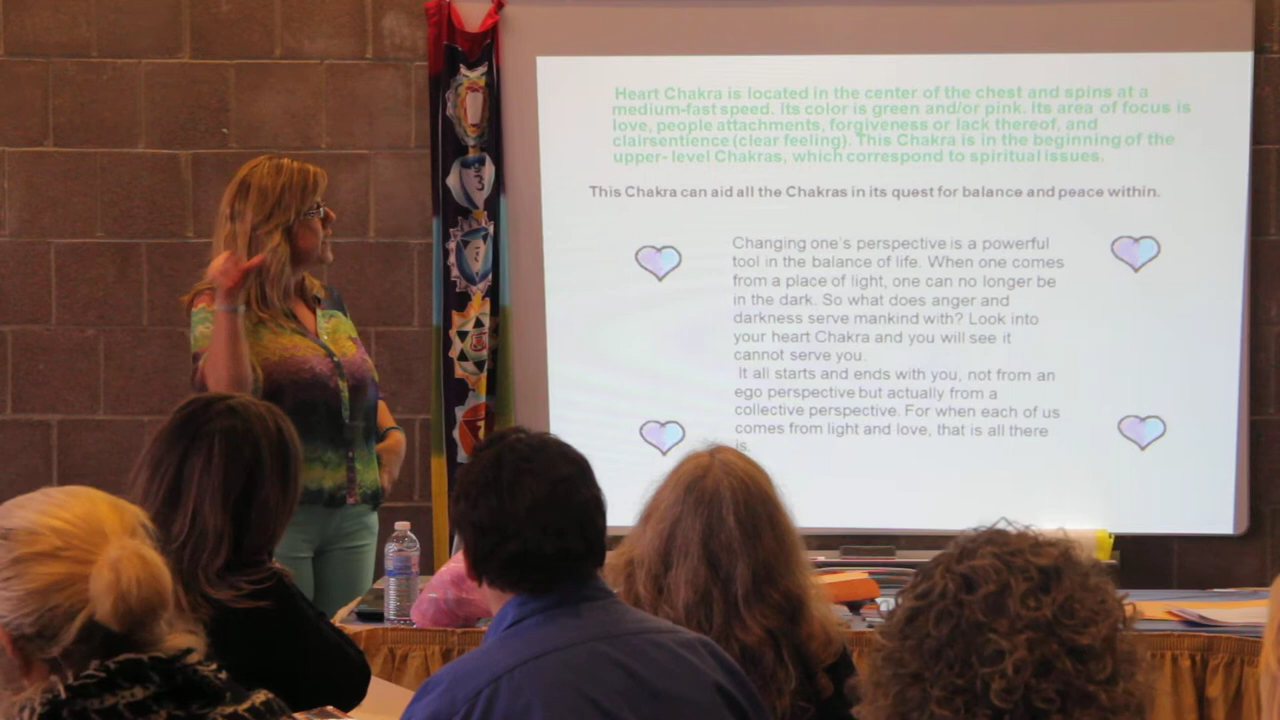 Heart Chakra is located in the center of the chest and spins at a
medium-fast speed. Its color is green and/or pink. Its area of focus is
love, people attachments, forgiveness or lack thereof, and
clairsentience (clear feeling). This Chakra is in the beginning of the
upper- level Chakras, which correspond to spiritual issues.
This Chakra can aid all the Chakras in its quest for balance and peace within.
Changing one's perspective is a powerful
tool in the balance of life. When one comes
from a place of light, one can no longer be
in the dark. So what does anger and
darkness serve mankind with? Look into
your heart Chakra and you will see it
cannot serve you.
It all starts and ends with you, not from an
ego perspective but actually from a
collective perspective. For when each of us
comes from light and love, that is all there
is.